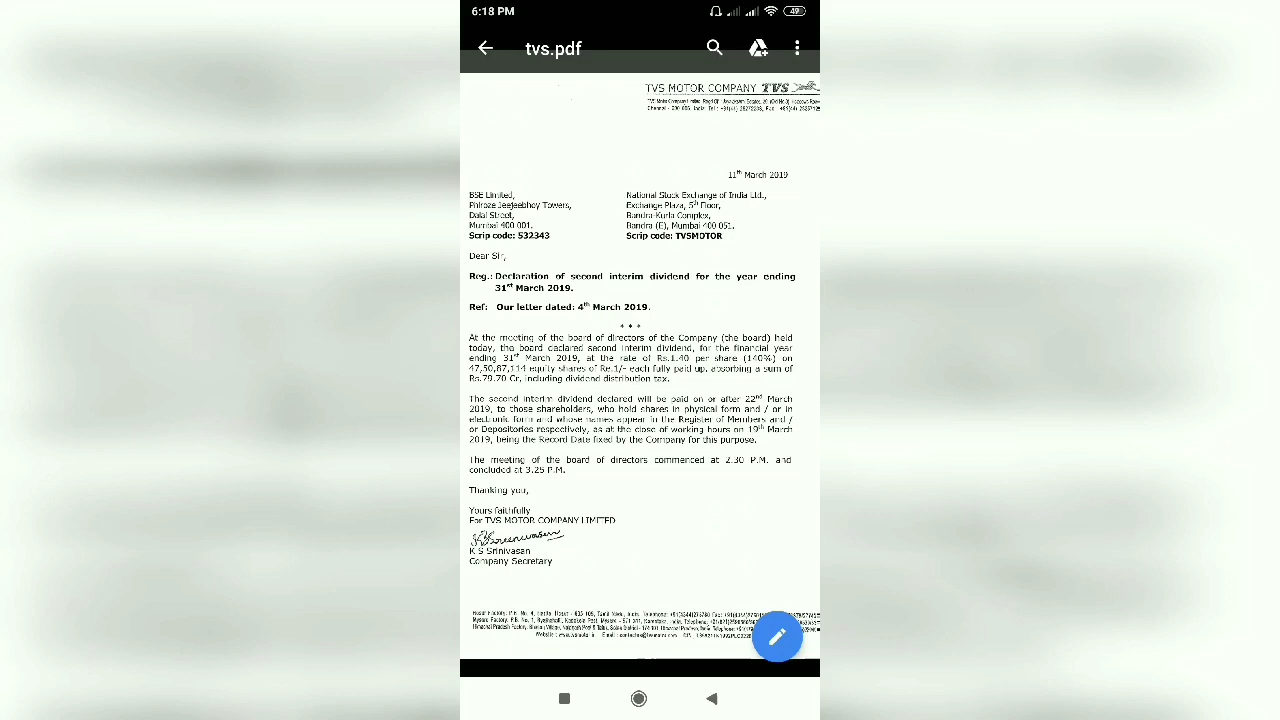 6:18 PM
49
tvs.pdf
TVS MOTOR COMPANY TVS
11th March 2019
BSE Limited,
Phiroze Jeejeebhoy Towers,
Dalal Street,
Mumbai 400 001.
Scrip code: 532343
National Stock Exchange of India Ltd.,
Exchange Plaza, 5th Floor,
Bandra-Kurla Complex,
Bandra (E), Mumbai 400 051.
Scrip code: TVSMOTOR
Dear Sir,
Reg.: Declaration of second interim dividend for the year ending
31st March 2019.
Ref: Our letter dated: 4th March 2019.
* * *
At the meeting of the board of directors of the Company (the board) held
today, the board declared second interim dividend, for the financial year
ending 31st March 2019, at the rate of Rs.1.40 per share (140%) on
47,50,87,114 equity shares of Re.1/- each fully paid up, absorbing a sum of
Rs.79.70 Cr, including dividend distribution tax.
The second interim dividend declared will be paid on or after 22nd March
2019, to those shareholders, who hold shares in physical form and / or in
electronic form and whose names appear in the Register of Members and /
or Depositories respectively, as at the close of working hours on 19th March
2019, being the Record Date fixed by the Company for this purpose.
The meeting of the board of directors commenced at 2.30 P.M. and
concluded at 3.25 P.M.
Thanking you,
Yours faithfully
For TVS MOTOR COMPANY LIMITED
K S Srinivasan
Company Secretary